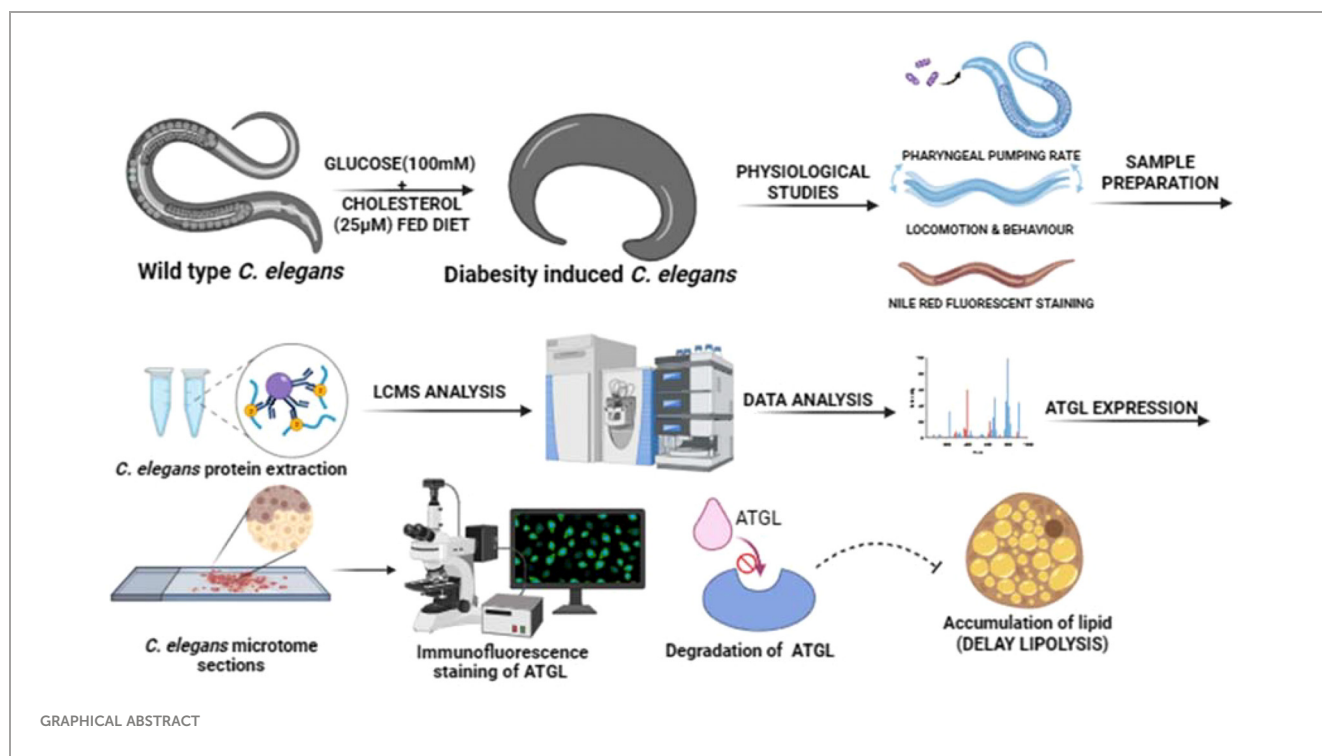 GLUCOSE(100mM)
+
CHOLESTEROL
(25µM) FED DIET
Wild type C. elegans
Diabesity induced C. elegans
PHYSIOLOGICAL
STUDIES
PHARYNGEAL PUMPING RATE
LOCOMOTION & BEHAVIOUR
NILE RED FLUORESCENT STAINING
SAMPLE
PREPARATION
C. elegans protein extraction
LCMS ANALYSIS
DATA ANALYSIS
ATGL EXPRESSION
C. elegans microtome
sections
Immunofluorescence
staining of ATGL
ATGL
Degradation of ATGL
Accumulation of lipid
(DELAY LIPOLYSIS)
GRAPHICAL ABSTRACT